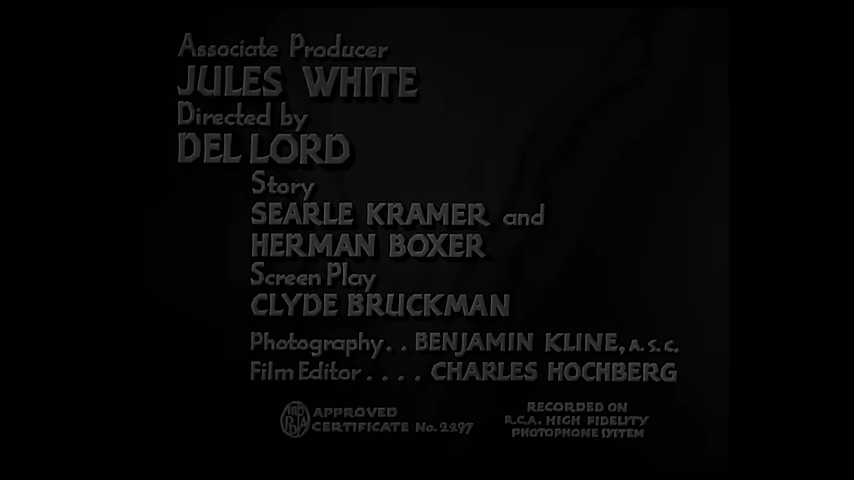 Associate Producer
JULES WHITE
Directed by
DEL LORD
Story
SEARLE KRAMER and
HERMAN BOXER
Screen Play
CLYDE BRUCKMAN
Photography . . BENJAMIN KLINE, A.S.C.
Film Editor . . . . CHARLES HOCHBERG
APPROVED
CERTIFICATE No. 2297
RECORDED ON
R.C.A. HIGH FIDELITY
PHOTOPHONE SYSTEM